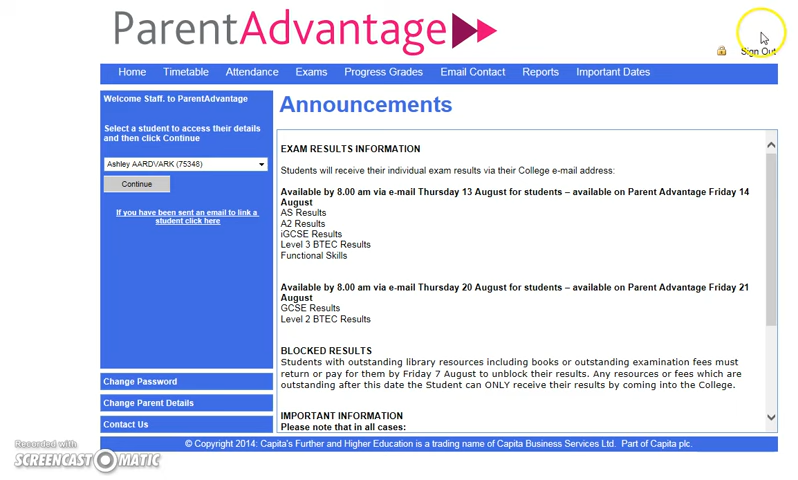 ParentAdvantage
Sign Out
Home Timetable Attendance Exams Progress Grades Email Contact Reports Important Dates
Welcome Staff. to ParentAdvantage
Select a student to access their details
and then click Continue
Ashley AARDVARK (75348)
Continue
If you have been sent an email to link a
student click here
Change Password
Change Parent Details
Contact Us
Announcements
EXAM RESULTS INFORMATION
Students will receive their individual exam results via their College e-mail address:
Available by 8.00 am via e-mail Thursday 13 August for students – available on Parent Advantage Friday 14
August
AS Results
A2 Results
iGCSE Results
Level 3 BTEC Results
Functional Skills
Available by 8.00 am via e-mail Thursday 20 August for students – available on Parent Advantage Friday 21
August
GCSE Results
Level 2 BTEC Results
BLOCKED RESULTS
Students with outstanding library resources including books or outstanding examination fees must
return or pay for them by Friday 7 August to unblock their results. Any resources or fees which are
outstanding after this date the Student can ONLY receive their results by coming into the College.
IMPORTANT INFORMATION
Please note that in all cases:
© Copyright 2014: Capita's Further and Higher Education is a trading name of Capita Business Services Ltd. Part of Capita plc.
Recorded with
SCREENCAST-O-MATIC